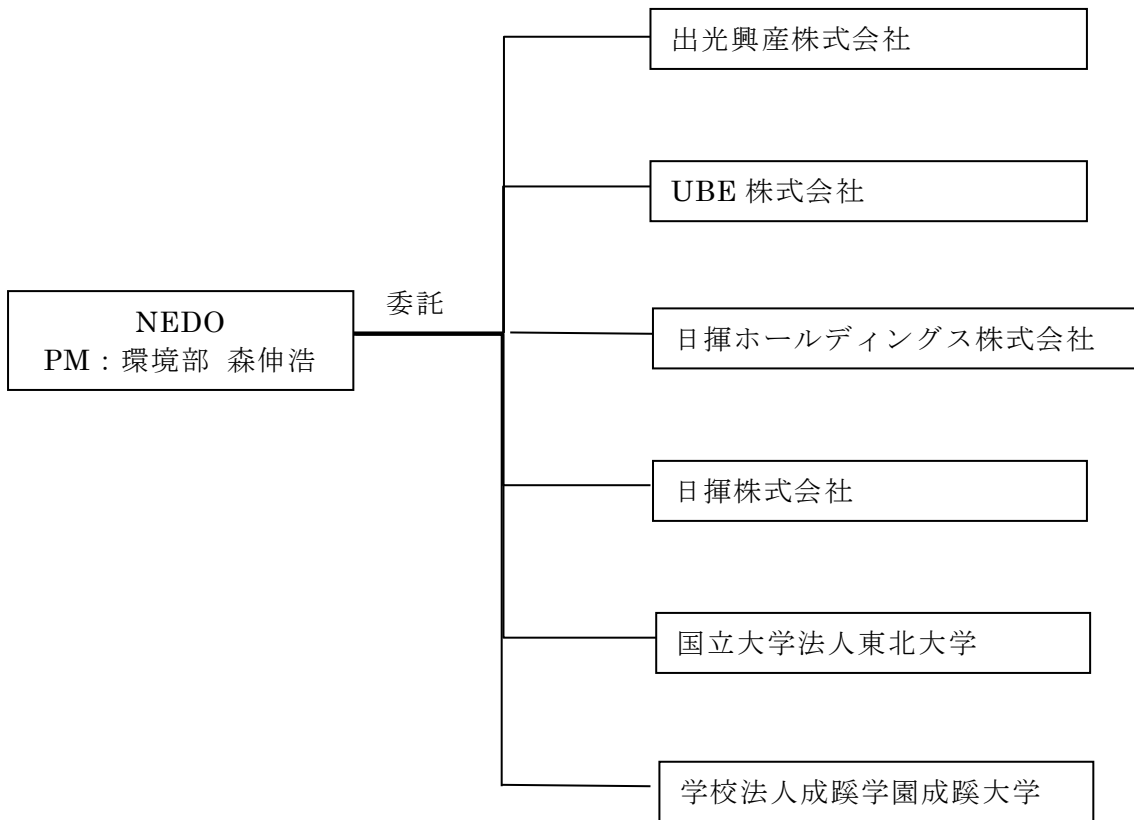 出光興産株式会社
UBE 株式会社
委託
NEDO
PM：環境部 森伸浩
日揮ホールディングス株式会社
日揮株式会社
国立大学法人東北大学
学校法人成蹊学園成蹊大学